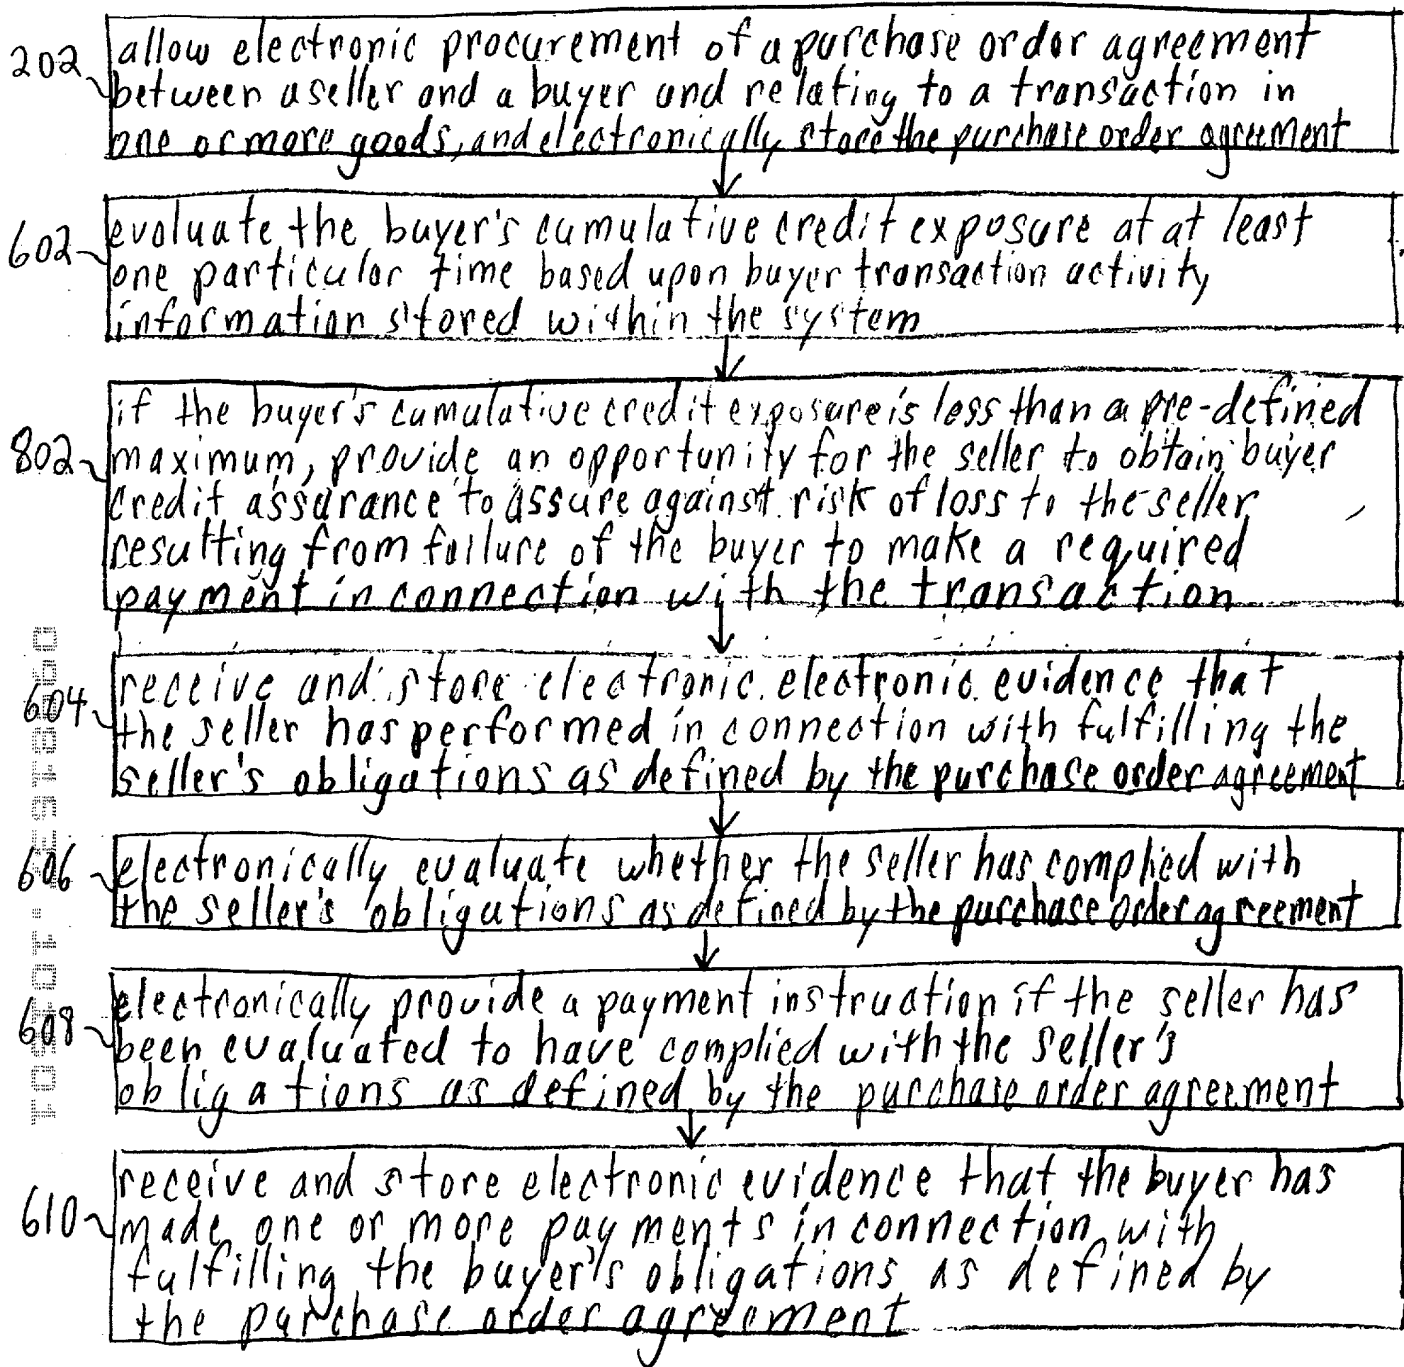 202 allow electronic procurement of a purchase order agreement
between a seller and a buyer and relating to a transaction in
one or more goods, and electronically store the purchase order agreement
602 evaluate the buyer's cumulative credit exposure at at least
one particular time based upon buyer transaction activity
information stored within the system
if the buyer's cumulative credit exposure is less than a pre-defined
802 maximum, provide an opportunity for the seller to obtain buyer
credit assurance to assure against risk of loss to the seller
resulting from failure of the buyer to make a required
payment in connection with the transaction
receive and store electronic electronic evidence that
604 the seller has performed in connection with fulfilling the
seller's obligations as defined by the purchase order agreement
606 electronically evaluate whether the seller has complied with
the seller's obligations as defined by the purchase order agreement
electronically provide a payment instruction if the seller has
608 been evaluated to have complied with the seller's
obligations as defined by the purchase order agreement
receive and store electronic evidence that the buyer has
610 made one or more payments in connection with
fulfilling the buyer's obligations as defined by
the purchase order agreement